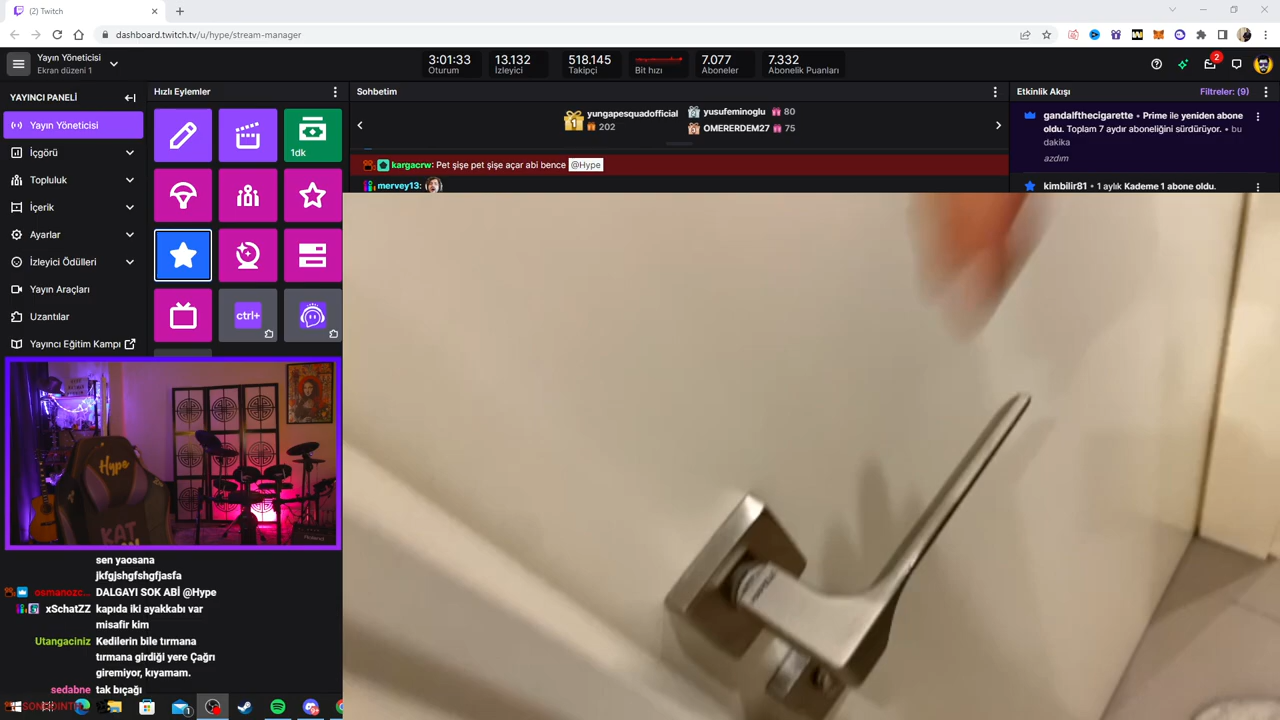 (2) Twitch
dashboard.twitch.tv/u/hype/stream-manager
Yayın Yöneticisi
Ekran düzeni 1
3:01:33
Oturum
13.132
İzleyici
518.145
Takipçi
Bit hızı
7.077
Aboneler
7.332
Abonelik Puanları
2
YAYINCI PANELİ
Yayın Yöneticisi
İçgörü
Topluluk
İçerik
Ayarlar
İzleyici Ödülleri
Yayın Araçları
Uzantılar
Yayıncı Eğitim Kampı
Hızlı Eylemler
1dk
ctrl+
Sohbetim
1
yungapesquadofficial
202
yusufeminoglu 80
OMERERDEM27 75
kargacrw: Pet şişe pet şişe açar abi bence @Hype
mervey13:
Etkinlik Akışı
Filtreler: (9)
gandalfthecigarette • Prime ile yeniden abone
oldu. Toplam 7 aydır aboneliğini sürdürüyor. • bu
dakika
azdım
kimbilir81 • 1 aylık Kademe 1 abone oldu.
Hype
KAT
sen yaosana
jkfgjshgfshgfjasfa
osmanozc... DALGAYI SOK ABİ @Hype
xSchatZZ kapıda iki ayakkabı var
misafir kim
Utangaciniz Kedilerin bile tırmana
tırmana girdiği yere Çağrı
giremiyor, kıyamam.
sedabne tak bıçağı